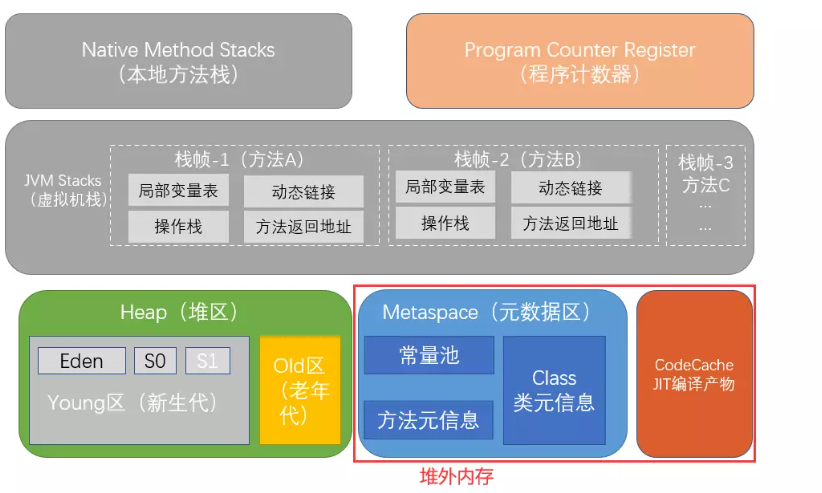 Native Method Stacks
（本地方法栈）
Program Counter Register
（程序计数器）
JVM Stacks
（虚拟机栈）
栈帧-1（方法A）
局部变量表
动态链接
操作栈
方法返回地址
栈帧-2（方法B）
局部变量表
动态链接
操作栈
方法返回地址
栈帧-3
方法C
...
...
Heap（堆区）
Eden
S0
S1
Young区（新生代）
Old区
（老年
代）
Metaspace（元数据区）
常量池
方法元信息
Class
类元信息
CodeCache
JIT编译产物
堆外内存